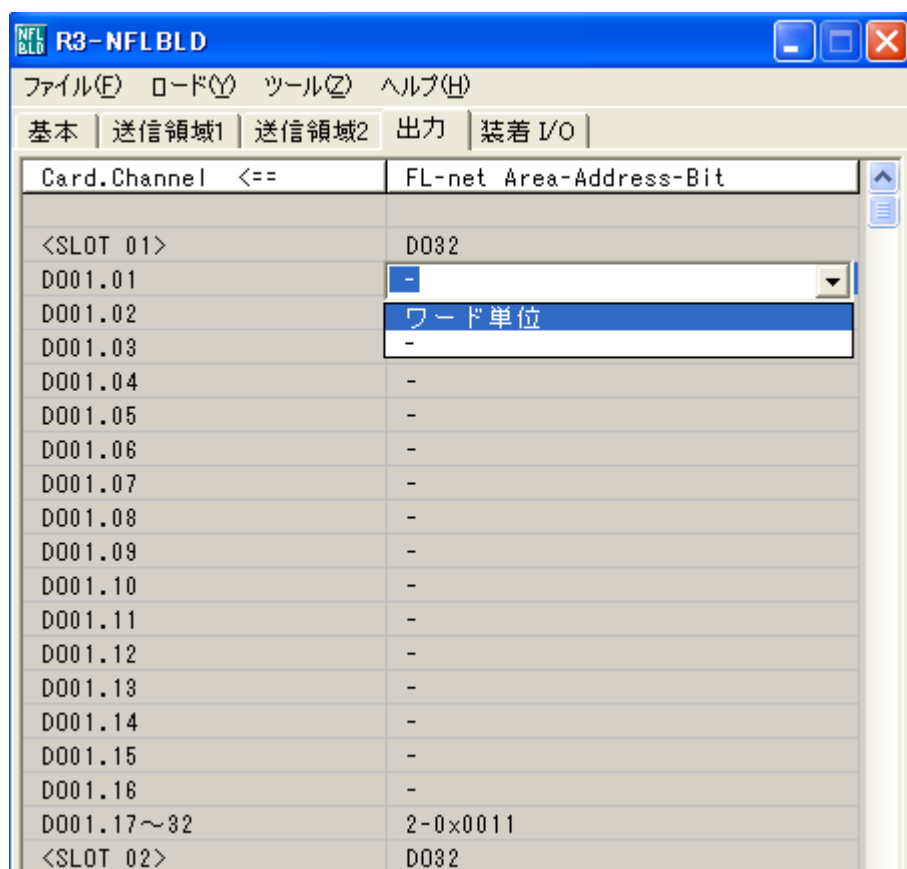 NFL BLD R3-NFLBLD
ファイル(F) ロード(Y) ツール(Z) ヘルプ(H)
基本 送信領域1 送信領域2 出力 装着 I/O
Card.Channel <== FL-net Area-Address-Bit
<SLOT 01> DO32
DO01.01 -
DO01.02 ワード単位
DO01.03 -
DO01.04 -
DO01.05 -
DO01.06 -
DO01.07 -
DO01.08 -
DO01.09 -
DO01.10 -
DO01.11 -
DO01.12 -
DO01.13 -
DO01.14 -
DO01.15 -
DO01.16 -
DO01.17～32 2-0x0011
<SLOT 02> DO32